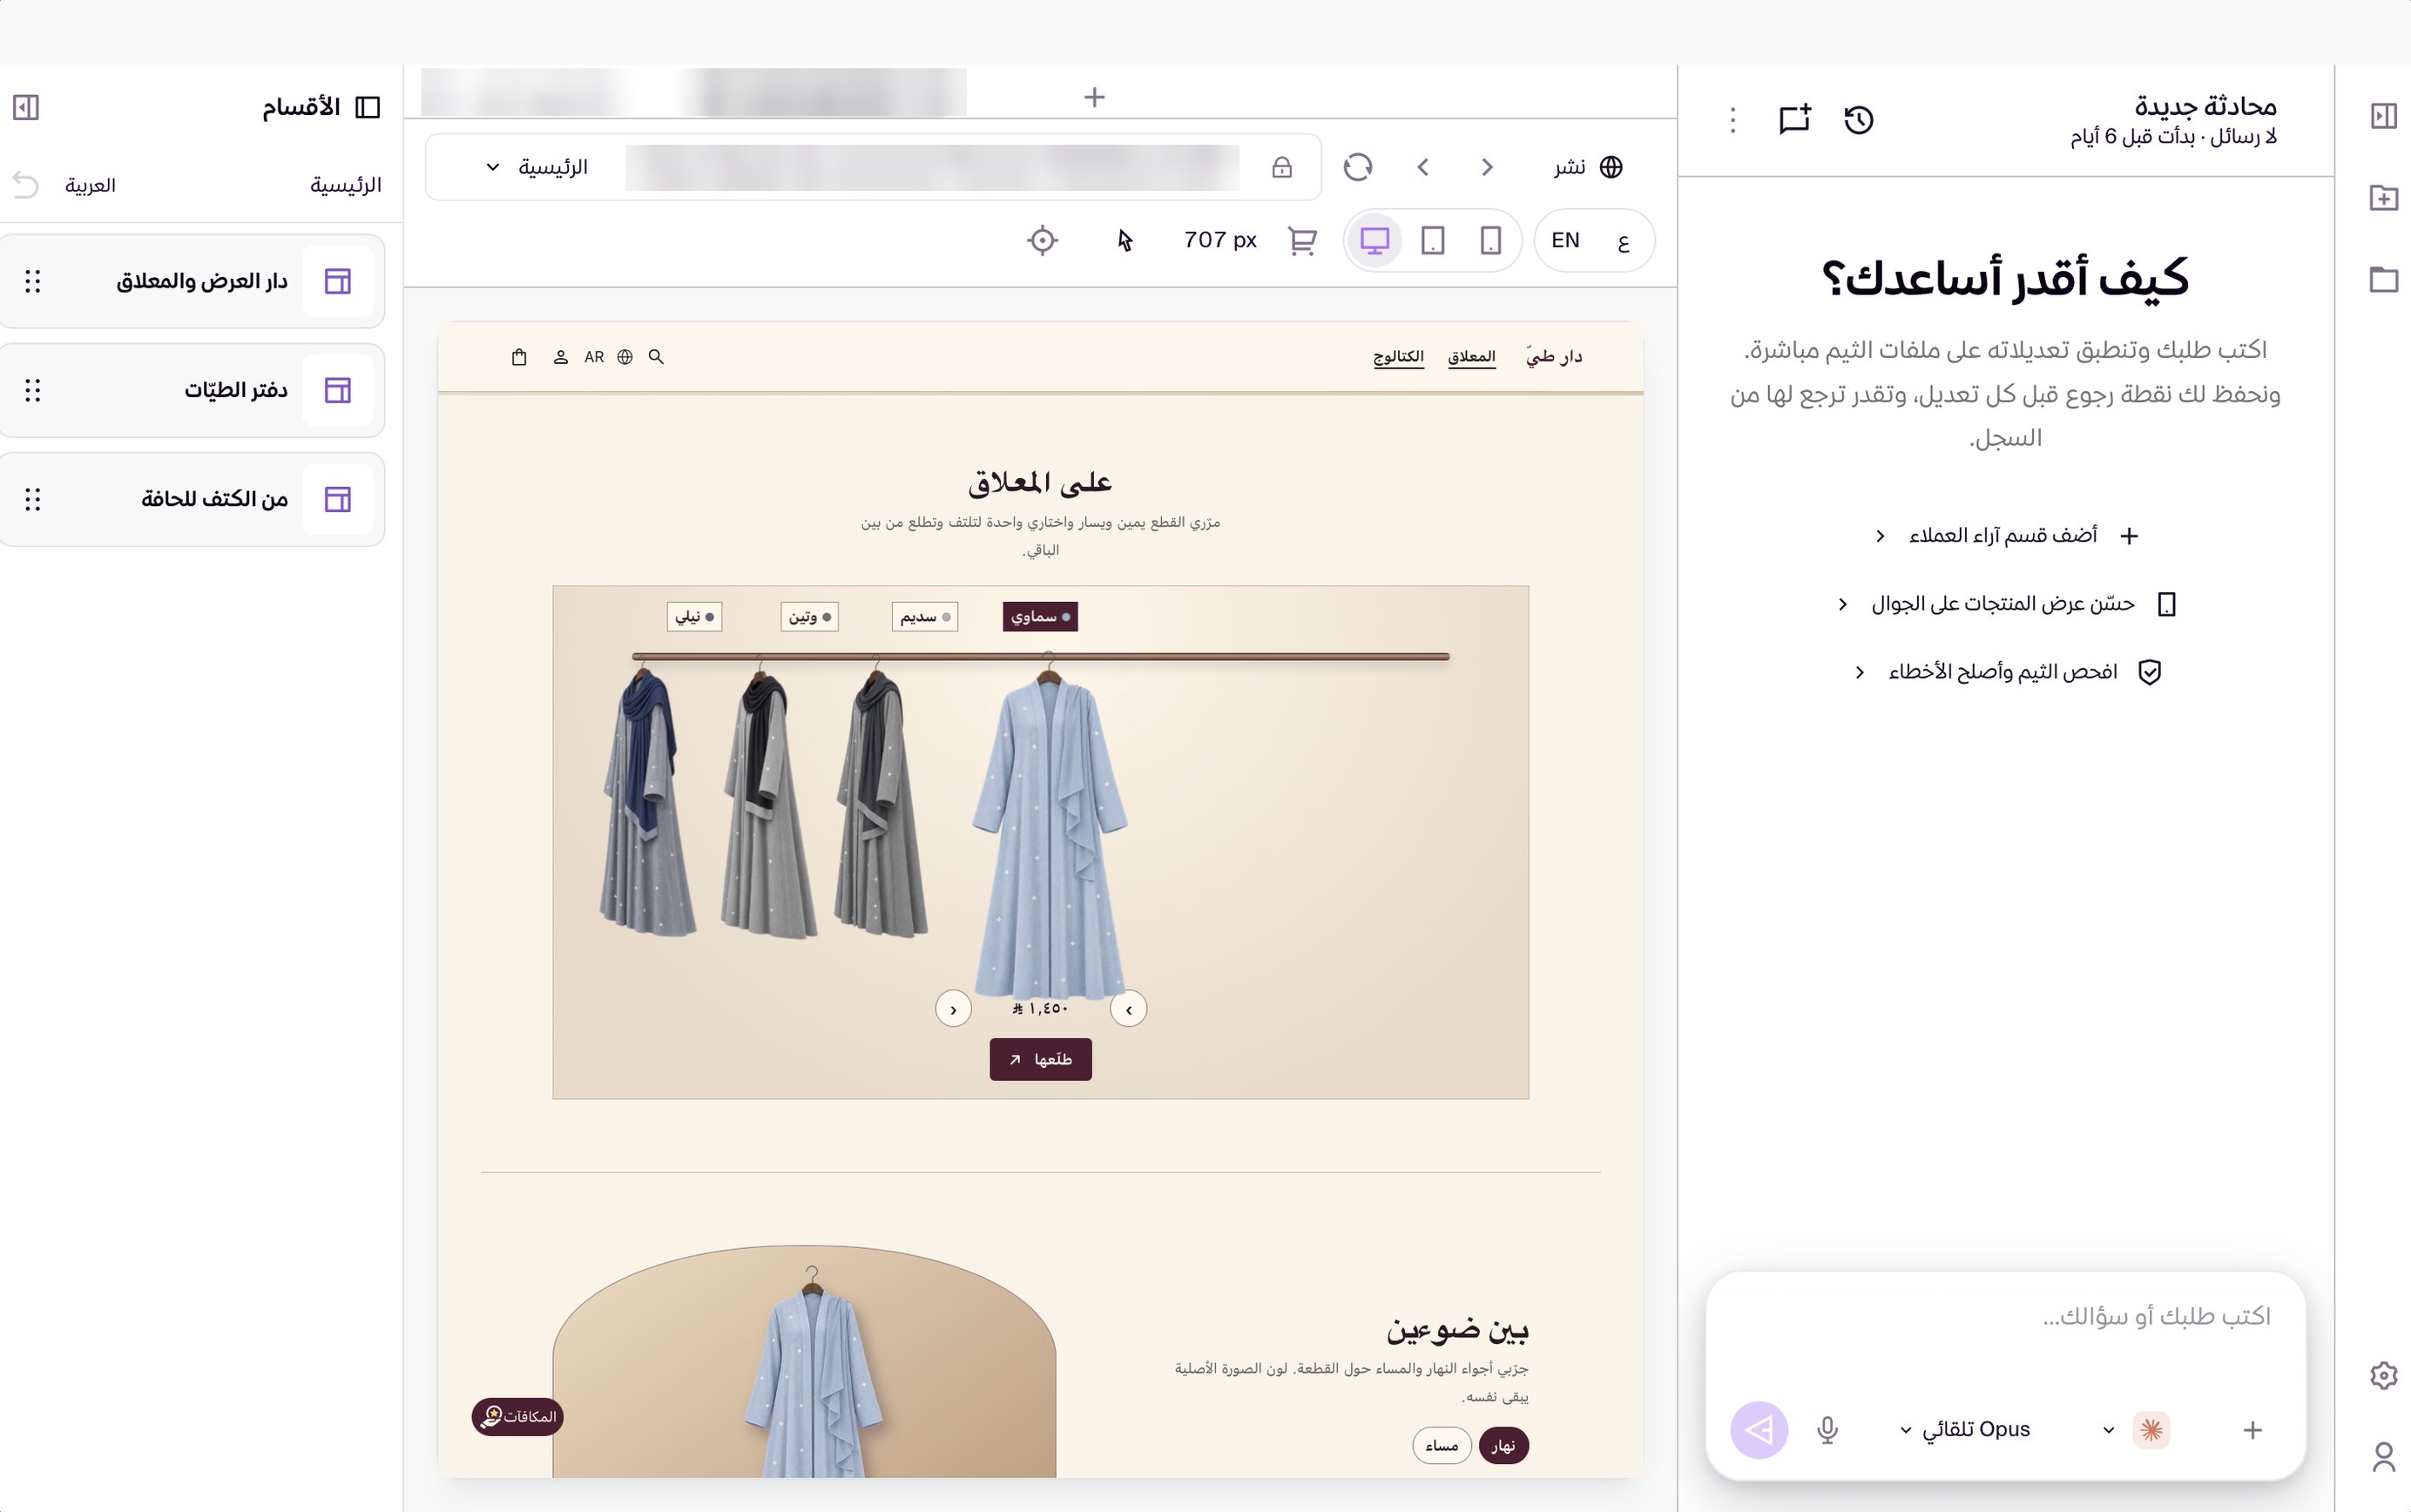 محادثة جديدة
لا رسائل · بدأت قبل 6 أيام
كيف أقدر أساعدك؟
اكتب طلبك وتنطبق تعديلاته على ملفات الثيم مباشرة.
ونحفظ لك نقطة رجوع قبل كل تعديل، وتقدر ترجع لها من
السجل.
أضف قسم آراء العملاء
حسّن عرض المنتجات على الجوال
افحص الثيم وأصلح الأخطاء
اكتب طلبك أو سؤالك...
Opus تلقائي
نشر
الرئيسية
ع EN
707 px
دار طيّ المعلاق الكتالوج
AR
على المعلاق
مرّري القطع يمين ويسار واختاري واحدة لتلتف وتطلع من بين
الباقي.
سماوي سديم وتين نيلي
١,٤٥٠
طلّعها
بين ضوءين
جرّبي أجواء النهار والمساء حول القطعة. لون الصورة الأصلية
يبقى نفسه.
نهار مساء
المكافآت
الأقسام
الرئيسية العربية
دار العرض والمعلاق
دفتر الطيّات
من الكتف للحافة